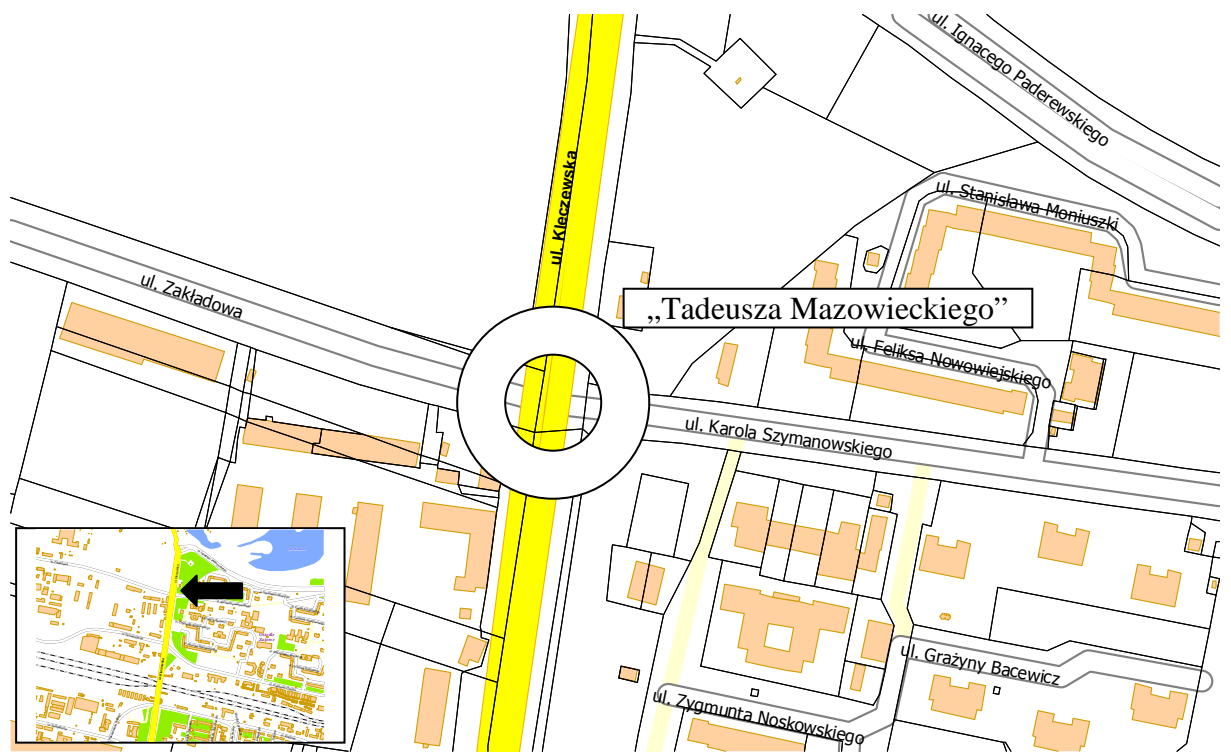 ul. Ignacego Paderewskiego
ul. Kleczewska
ul. Stanisława Moniuszki
ul. Zakładowa
„Tadeusza Mazowieckiego”
ul. Feliksa Nowowiejskiego
ul. Karola Szymanowskiego
ul. Grażyny Bacewicz
ul. Zygmunta Noskowskiego